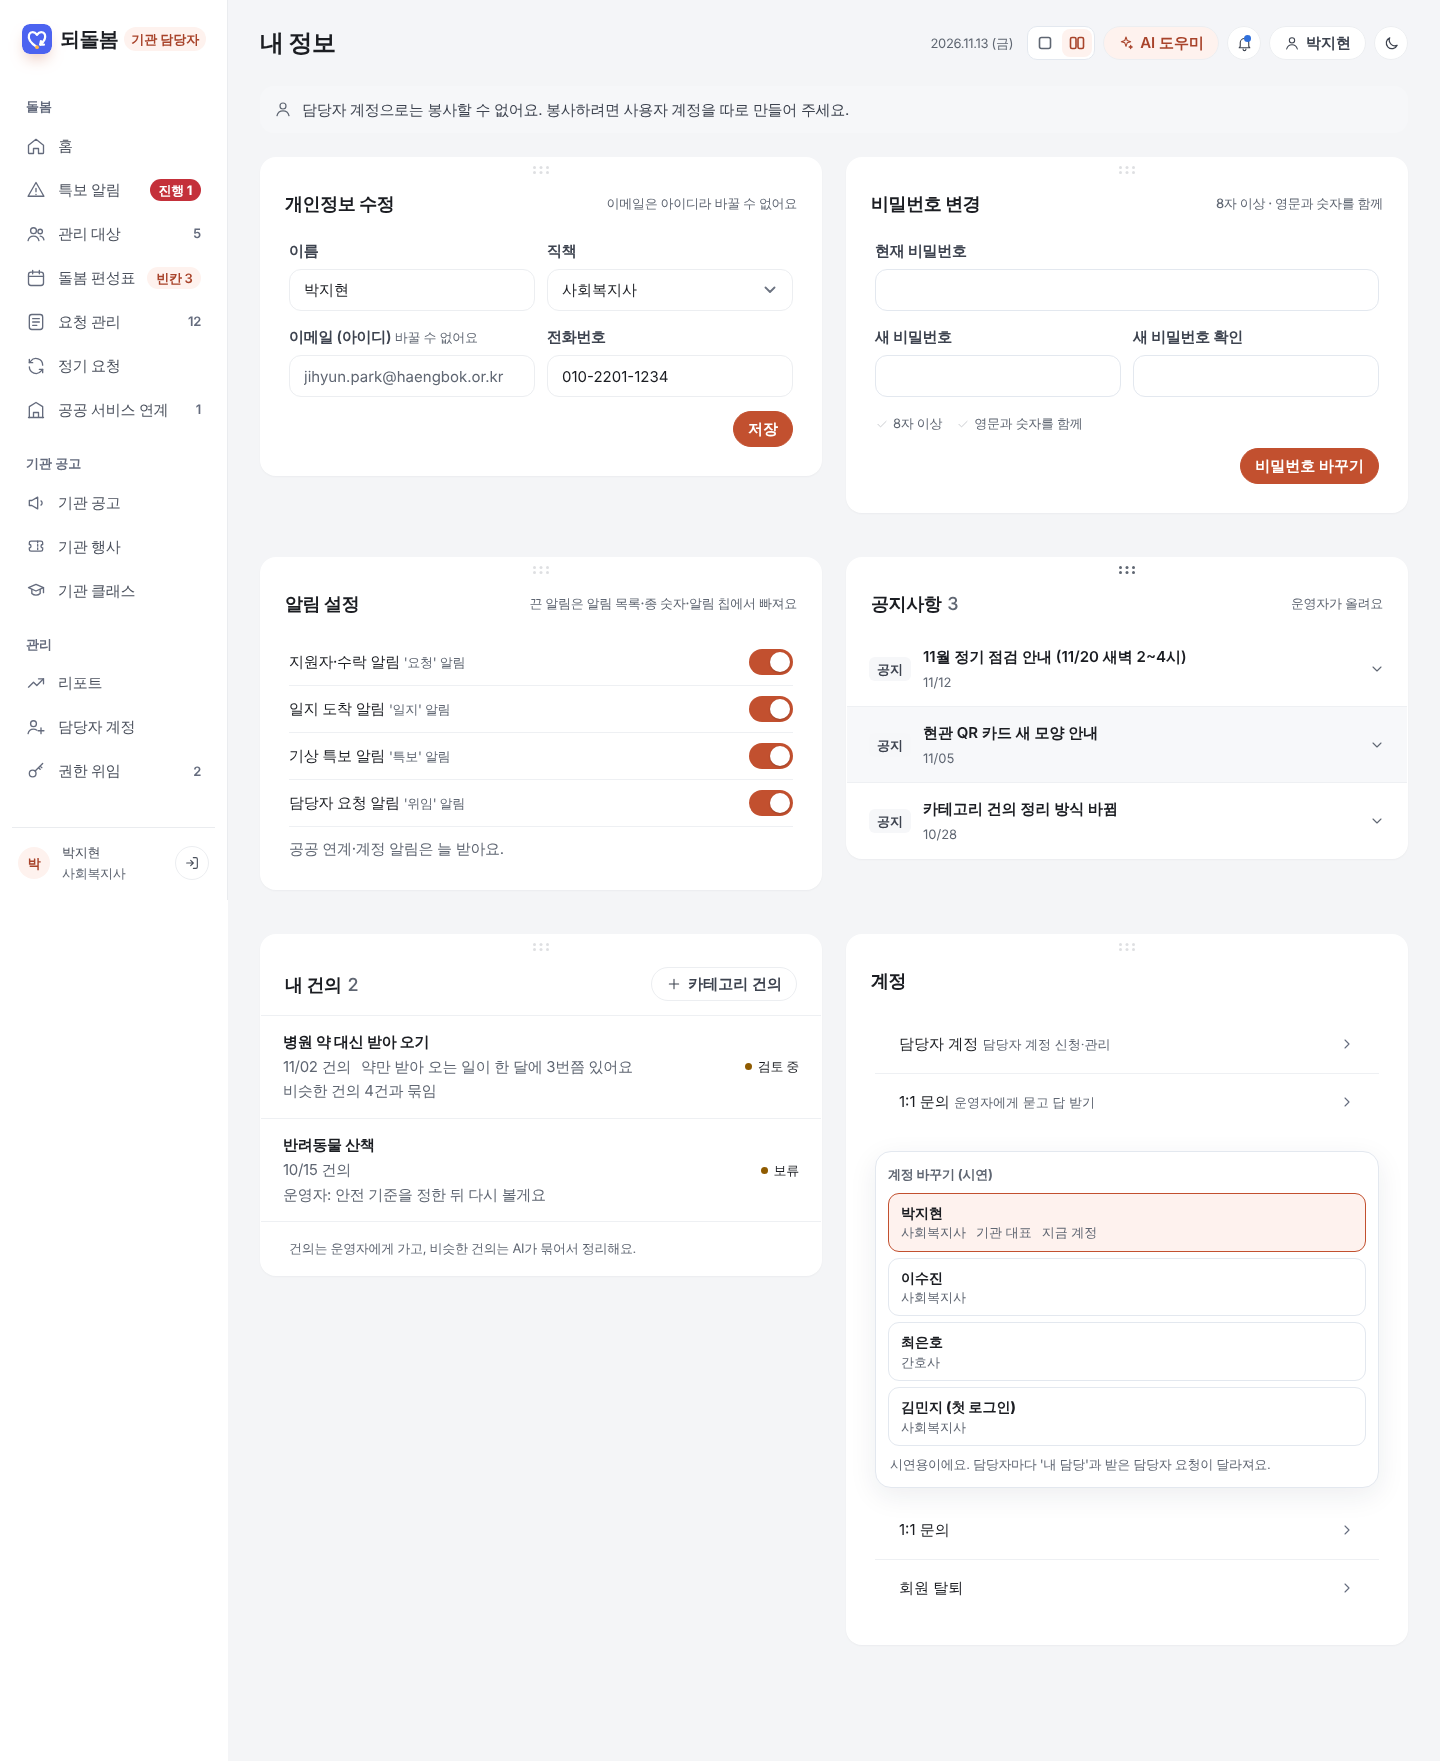 되돌봄 기관 담당자
돌봄
홈
특보 알림 진행 1
관리 대상 5
돌봄 편성표 빈칸 3
요청 관리 12
정기 요청
공공 서비스 연계 1
기관 공고
기관 공고
기관 행사
기관 클래스
관리
리포트
담당자 계정
권한 위임 2
박 박지현
사회복지사
내 정보
2026.11.13 (금) AI 도우미 박지현
담당자 계정으로는 봉사할 수 없어요. 봉사하려면 사용자 계정을 따로 만들어 주세요.
개인정보 수정 이메일은 아이디라 바꿀 수 없어요
이름 직책
박지현 사회복지사
이메일 (아이디) 바꿀 수 없어요 전화번호
jihyun.park@haengbok.or.kr 010-2201-1234
저장
비밀번호 변경 8자 이상 · 영문과 숫자를 함께
현재 비밀번호
새 비밀번호 새 비밀번호 확인
8자 이상 영문과 숫자를 함께
비밀번호 바꾸기
알림 설정 끈 알림은 알림 목록·종 숫자·알림 칩에서 빠져요
지원자·수락 알림 '요청' 알림
일지 도착 알림 '일지' 알림
기상 특보 알림 '특보' 알림
담당자 요청 알림 '위임' 알림
공공 연계·계정 알림은 늘 받아요.
공지사항 3 운영자가 올려요
공지 11월 정기 점검 안내 (11/20 새벽 2~4시)
11/12
공지 현관 QR 카드 새 모양 안내
11/05
공지 카테고리 건의 정리 방식 바뀜
10/28
내 건의 2 카테고리 건의
병원 약 대신 받아 오기
11/02 건의 약만 받아 오는 일이 한 달에 3번쯤 있어요 검토 중
비슷한 건의 4건과 묶임
반려동물 산책
10/15 건의 보류
운영자: 안전 기준을 정한 뒤 다시 볼게요
건의는 운영자에게 가고, 비슷한 건의는 AI가 묶어서 정리해요.
계정
담당자 계정 담당자 계정 신청·관리
1:1 문의 운영자에게 묻고 답 받기
계정 바꾸기 (시연)
박지현
사회복지사 기관 대표 지금 계정
이수진
사회복지사
최은호
간호사
김민지 (첫 로그인)
사회복지사
시연용이에요. 담당자마다 '내 담당'과 받은 담당자 요청이 달라져요.
1:1 문의
회원 탈퇴